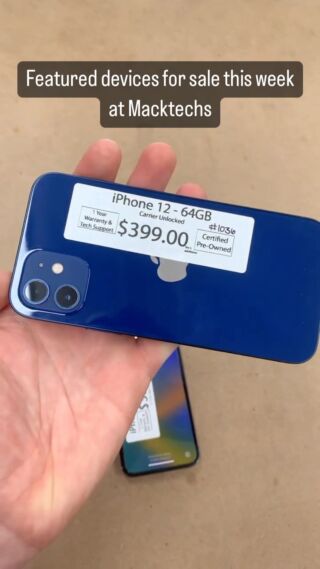 Featured devices for sale this week
at Macktechs
iPhone 12 - 64GB
Carrier Unlocked
#1036
1 Year
Warranty &
Tech Support
$399.00
Certified
Pre-Owned